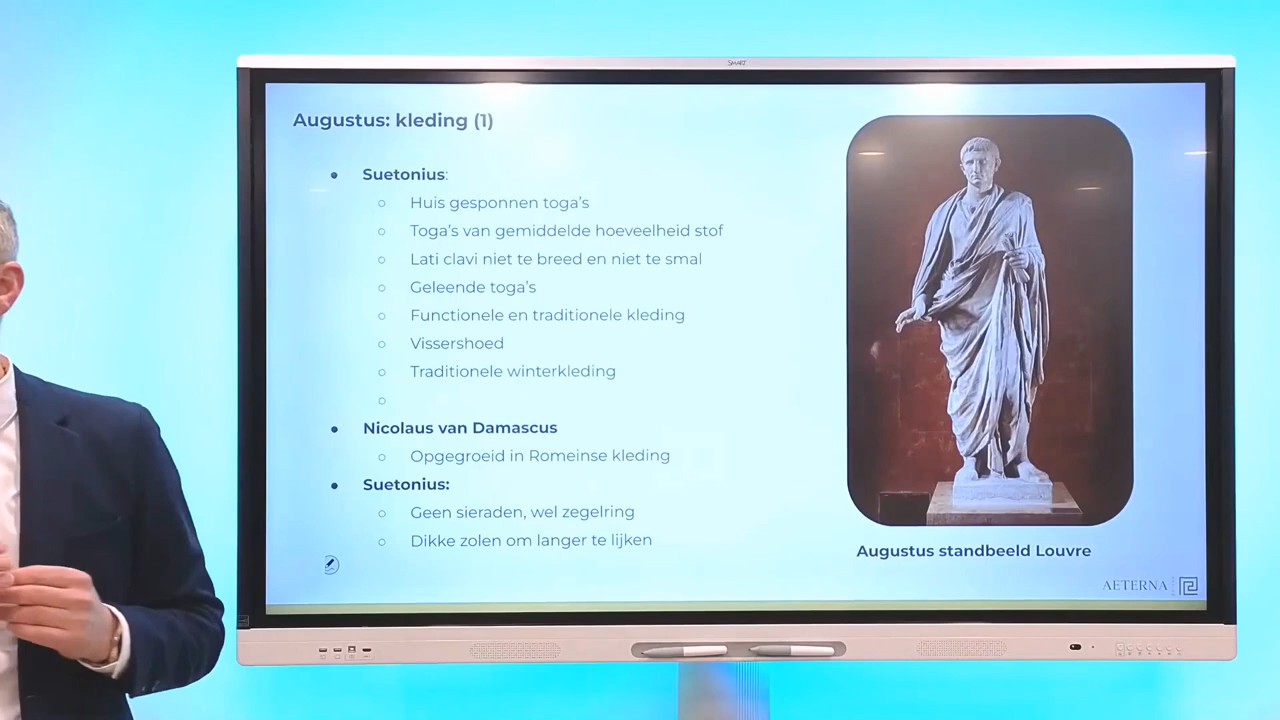 SMART
Augustus: kleding (1)
Suetonius:
Huis gesponnen toga's
Toga's van gemiddelde hoeveelheid stof
Lati clavi niet te breed en niet te smal
Geleende toga's
Functionele en traditionele kleding
Vissershoed
Traditionele winterkleding
Nicolaus van Damascus
Opgegroeid in Romeinse kleding
Suetonius:
Geen sieraden, wel zegelring
Dikke zolen om langer te lijken
Augustus standbeeld Louvre
AETERNA